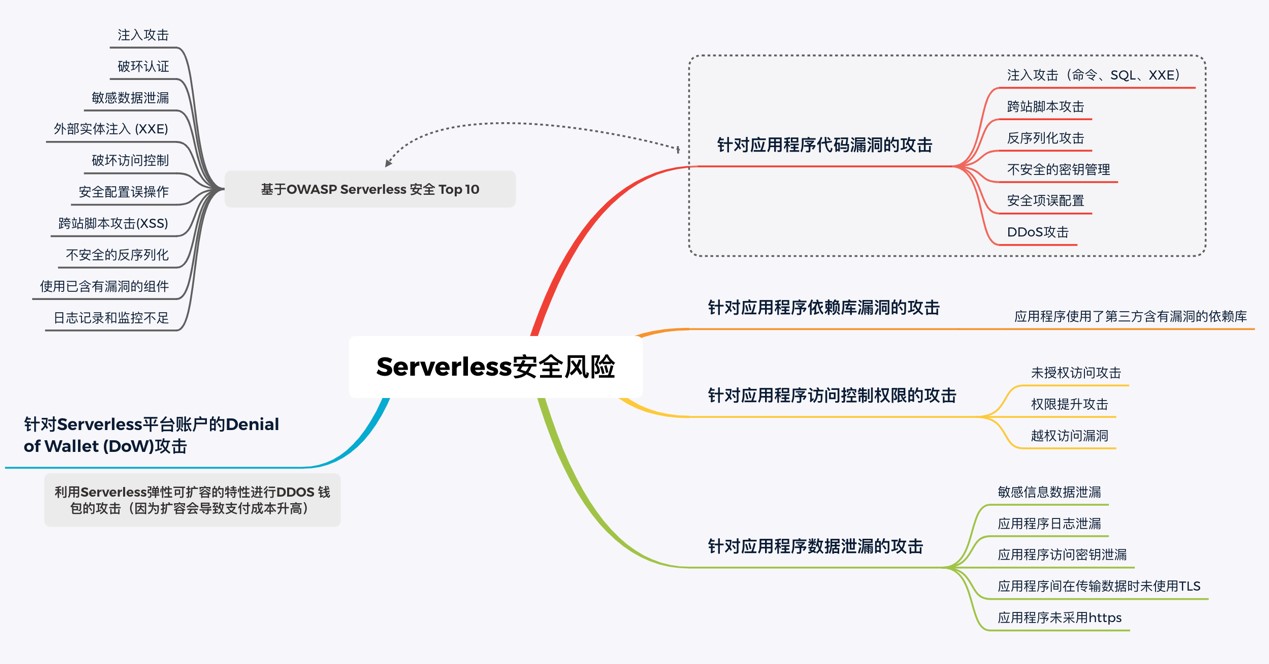 注入攻击
破环认证
敏感数据泄漏
外部实体注入 (XXE)
破坏访问控制
安全配置误操作
跨站脚本攻击(XSS)
不安全的反序列化
使用已含有漏洞的组件
日志记录和监控不足
基于OWASP Serverless 安全 Top 10
针对应用程序代码漏洞的攻击
注入攻击（命令、SQL、XXE）
跨站脚本攻击
反序列化攻击
不安全的密钥管理
安全项误配置
DDoS攻击
针对应用程序依赖库漏洞的攻击
应用程序使用了第三方含有漏洞的依赖库
Serverless安全风险
针对应用程序访问控制权限的攻击
未授权访问攻击
权限提升攻击
越权访问漏洞
针对Serverless平台账户的Denial
of Wallet (DoW)攻击
利用Serverless弹性可扩容的特性进行DDOS 钱
包的攻击（因为扩容会导致支付成本升高）
针对应用程序数据泄漏的攻击
敏感信息数据泄漏
应用程序日志泄漏
应用程序访问密钥泄漏
应用程序间在传输数据时未使用TLS
应用程序未采用https